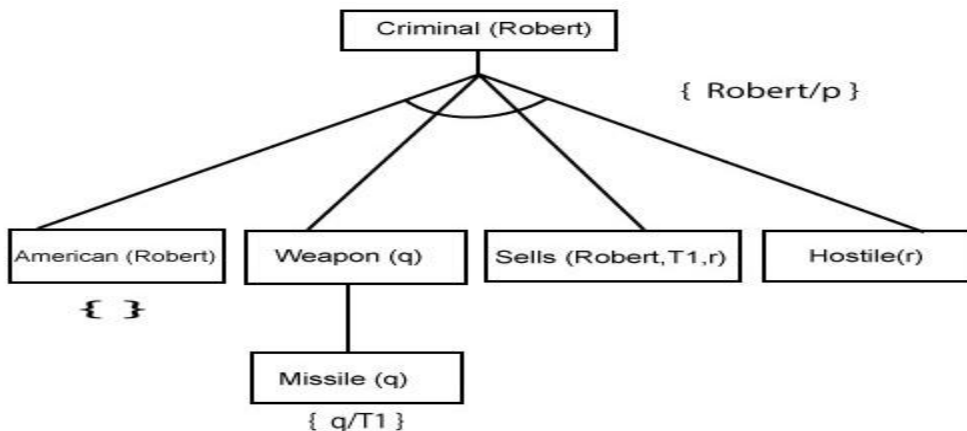 Criminal (Robert)
{ Robert/p }
American (Robert)
Weapon (q)
Sells (Robert,T1,r)
Hostile(r)
{ }
Missile (q)
{ q/T1 }